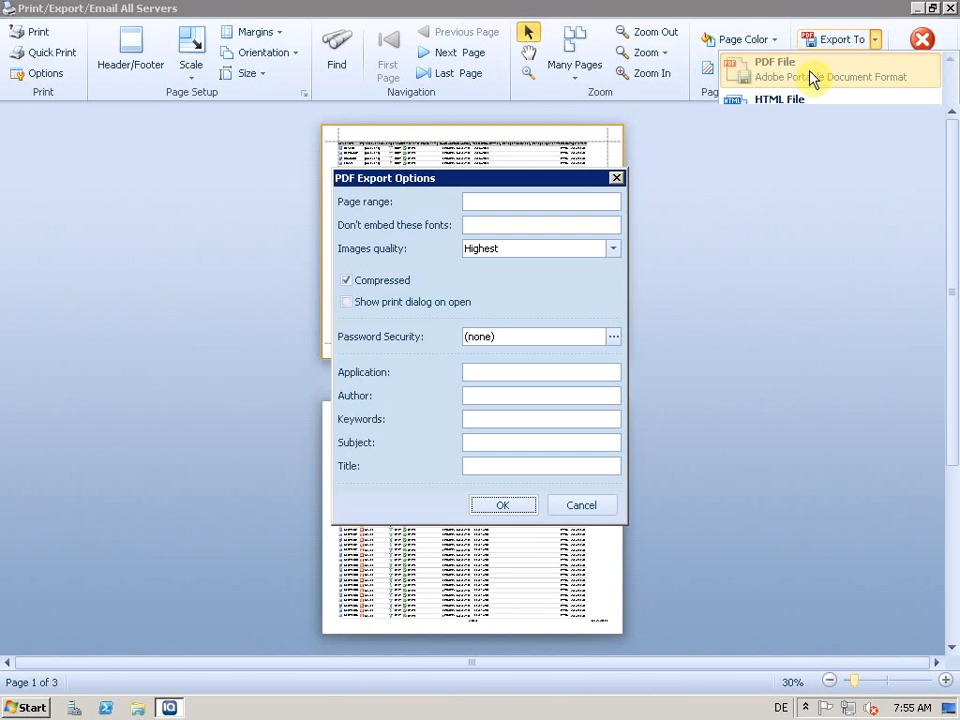 Print/Export/Email All Servers
Print
Quick Print
Options
Print
Header/Footer
Scale
Margins
Orientation
Size
Page Setup
Find
First Page
Previous Page
Next Page
Last Page
Navigation
Many Pages
Zoom Out
Zoom
Zoom In
Zoom
Page Color
Export To
PDF File
Adobe Document Format
HTML File
PDF Export Options
Page range:
Don't embed these fonts:
Images quality: Highest
Compressed
Show print dialog on open
Password Security: (none)
Application:
Author:
Keywords:
Subject:
Title:
OK Cancel
Page 1 of 3
30%
Start
DE
7:55 AM